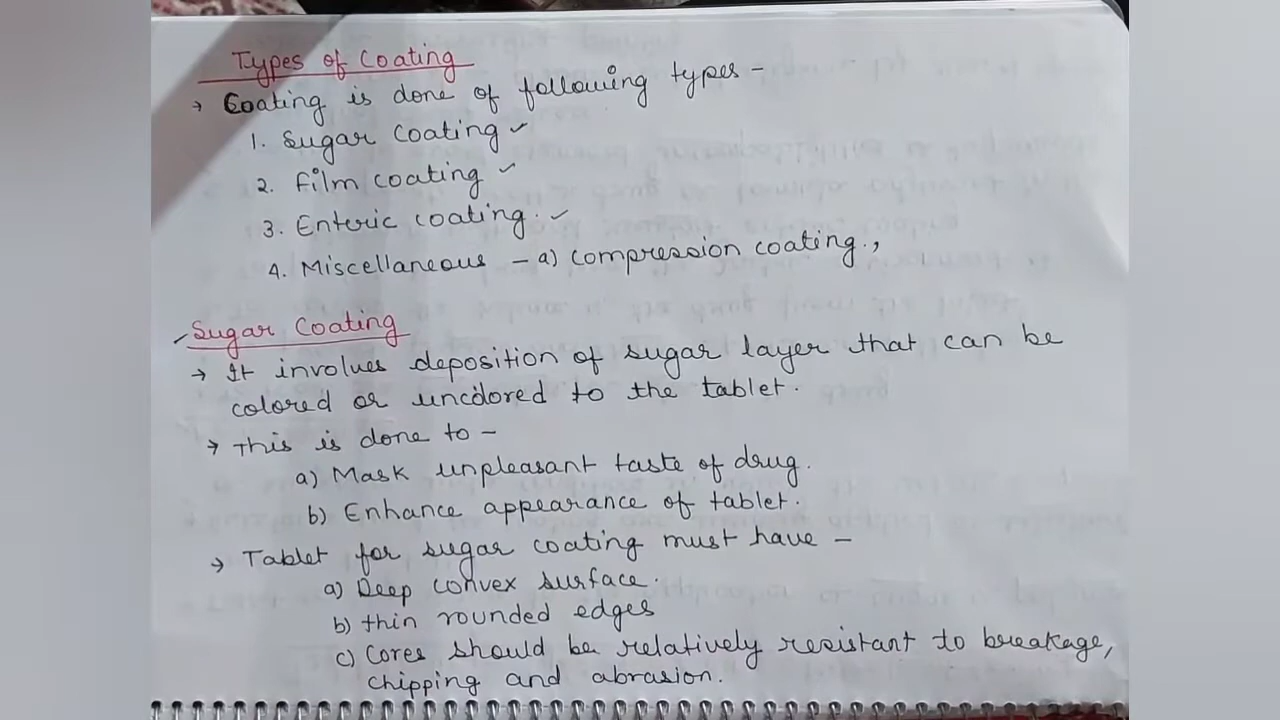 Types of Coating
→ Coating is done of following types -
1. Sugar Coating ✓
2. Film coating ✓
3. Enteric coating. ✓
4. Miscellaneous - a) Compression coating.,
✓ Sugar Coating
→ It involves deposition of sugar layer that can be
colored or uncolored to the tablet.
→ This is done to -
a) Mask unpleasant taste of drug.
b) Enhance appearance of tablet.
→ Tablet for sugar coating must have -
a) Deep convex surface.
b) thin rounded edges
c) Cores should be relatively resistant to breakage,
chipping and abrasion.